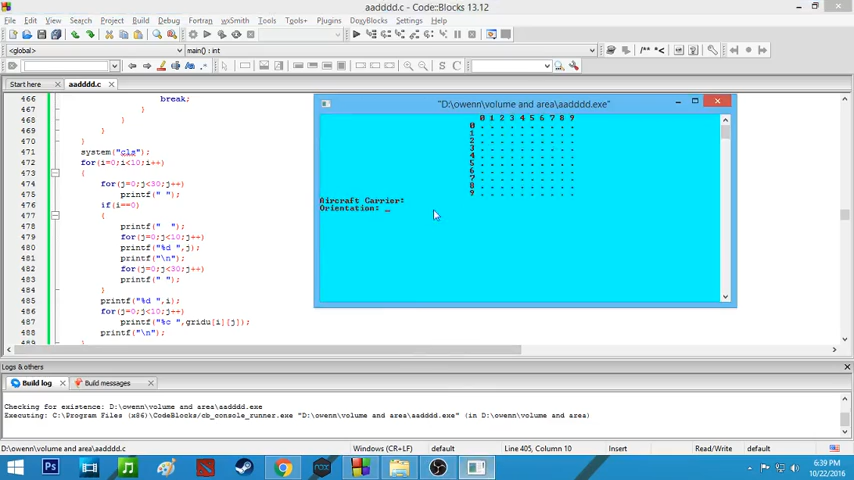 aadddd.c - Code::Blocks 13.12
File Edit View Search Project Build Debug Fortran wxSmith Tools Tools+ Plugins DoxyBlocks Settings Help
<global> main() : int
Start here aadddd.c
466 break;
467 }
468 }
469 }
470 }
471 system("cls");
472 for(i=0;i<10;i++)
473 {
474 for(j=0;j<30;j++)
475 printf(" ");
476 if(i==0)
477 {
478 printf("  ");
479 for(j=0;j<10;j++)
480 printf("%d ",j);
481 printf("\n");
482 for(j=0;j<30;j++)
483 printf(" ");
484 }
485 printf("%d ",i);
486 for(j=0;j<10;j++)
487 printf("%c ",gridu[i][j]);
488 printf("\n");
489 }
"D:\owenn\volume and area\aadddd.exe"
0 1 2 3 4 5 6 7 8 9
0 . . . . . . . . . .
1 . . . . . . . . . .
2 . . . . . . . . . .
3 . . . . . . . . . .
4 . . . . . . . . . .
5 . . . . . . . . . .
6 . . . . . . . . . .
7 . . . . . . . . . .
8 . . . . . . . . . .
9 . . . . . . . . . .
Aircraft Carrier:
Orientation: _
Logs & others
Build log Build messages
Checking for existence: D:\owenn\volume and area\aadddd.exe
Executing: C:\Program Files (x86)\CodeBlocks/cb_console_runner.exe "D:\owenn\volume and area\aadddd.exe" (in D:\owenn\volume and area)
D:\owenn\volume and area\aadddd.c Windows (CR+LF) default Line 405, Column 10 Insert Read/Write default
6:39 PM
10/22/2016